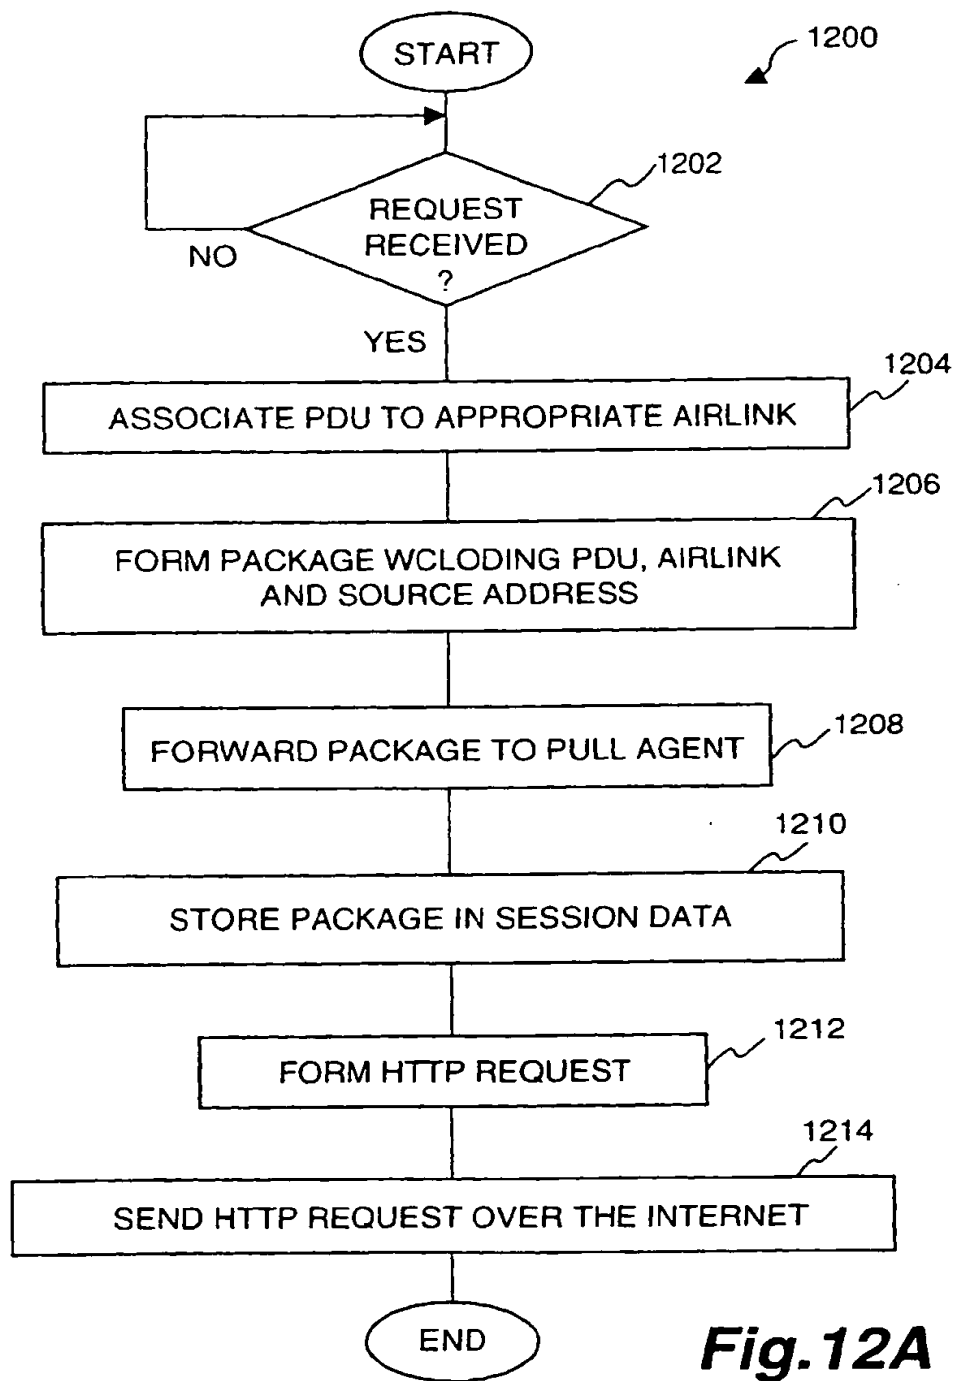 START
1200
1202
REQUEST
RECEIVED
?
NO
YES
1204
ASSOCIATE PDU TO APPROPRIATE AIRLINK
1206
FORM PACKAGE WCLODING PDU, AIRLINK
AND SOURCE ADDRESS
1208
FORWARD PACKAGE TO PULL AGENT
1210
STORE PACKAGE IN SESSION DATA
1212
FORM HTTP REQUEST
1214
SEND HTTP REQUEST OVER THE INTERNET
END
Fig.12A